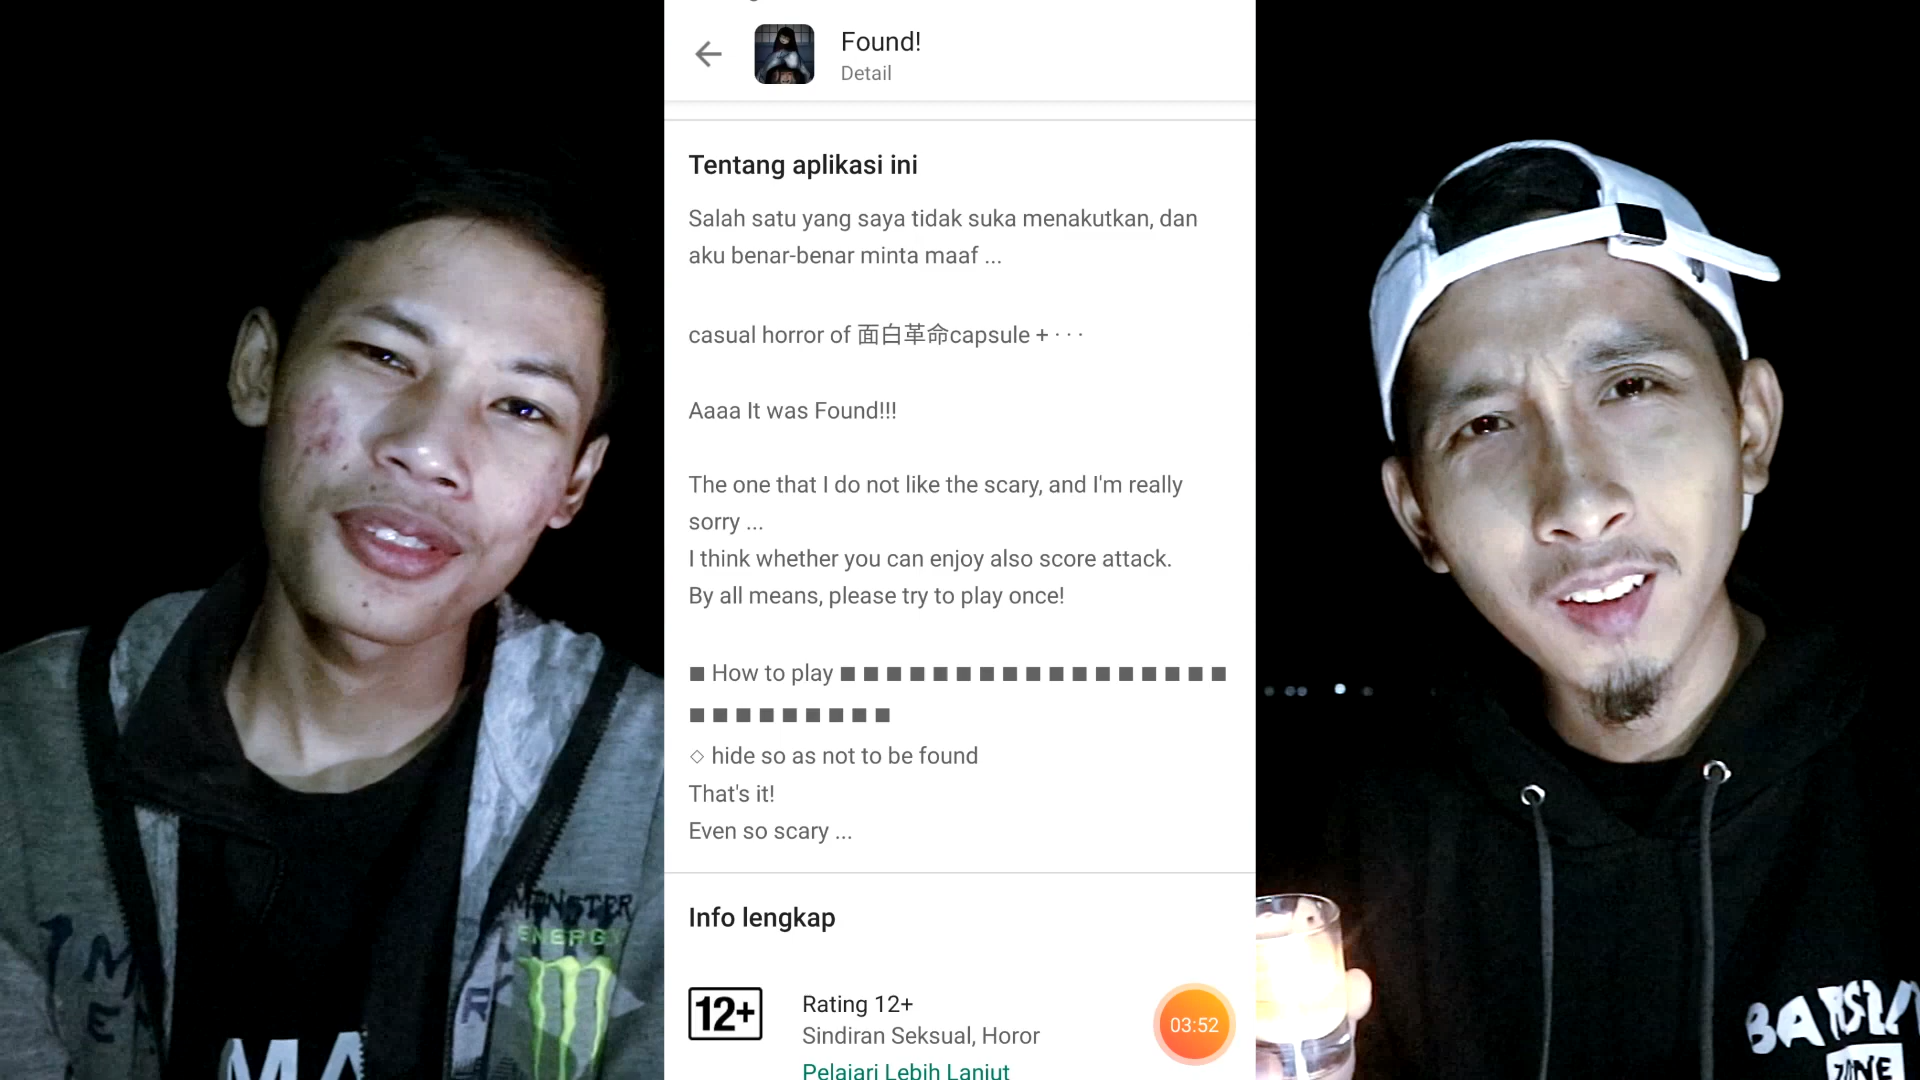 Found!
Detail
Tentang aplikasi ini
Salah satu yang saya tidak suka menakutkan, dan
aku benar-benar minta maaf ...
casual horror of 面白革命capsule + · · ·
Aaaa It was Found!!!
The one that I do not like the scary, and I'm really
sorry ...
I think whether you can enjoy also score attack.
By all means, please try to play once!
■ How to play ■ ■ ■ ■ ■ ■ ■ ■ ■ ■ ■ ■ ■ ■ ■ ■ ■
■ ■ ■ ■ ■ ■ ■ ■ ■
◇ hide so as not to be found
That's it!
Even so scary ...
Info lengkap
12+
Rating 12+
Sindiran Seksual, Horor
Pelajari Lebih Lanjut
03:52
MONSTER
ENERGY
MA
ZONE